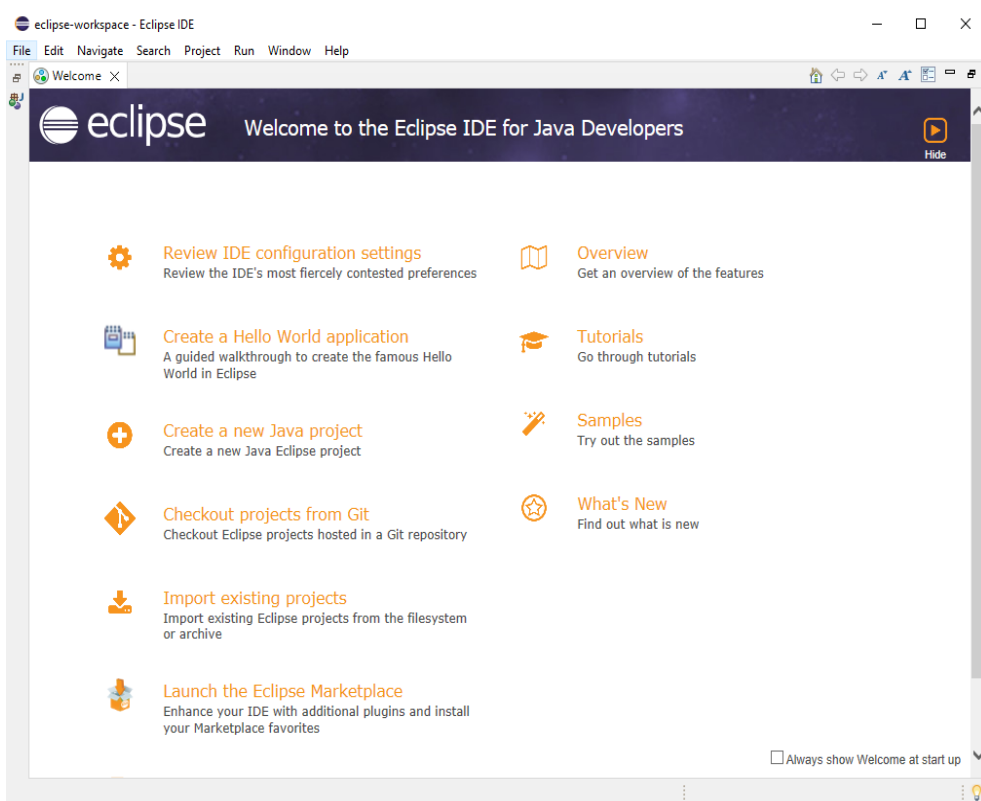 eclipse-workspace - Eclipse IDE
File Edit Navigate Search Project Run Window Help
Welcome
eclipse
Welcome to the Eclipse IDE for Java Developers
Hide
Review IDE configuration settings
Review the IDE's most fiercely contested preferences
Create a Hello World application
A guided walkthrough to create the famous Hello
World in Eclipse
Create a new Java project
Create a new Java Eclipse project
Checkout projects from Git
Checkout Eclipse projects hosted in a Git repository
Import existing projects
Import existing Eclipse projects from the filesystem
or archive
Launch the Eclipse Marketplace
Enhance your IDE with additional plugins and install
your Marketplace favorites
Overview
Get an overview of the features
Tutorials
Go through tutorials
Samples
Try out the samples
What's New
Find out what is new
Always show Welcome at start up